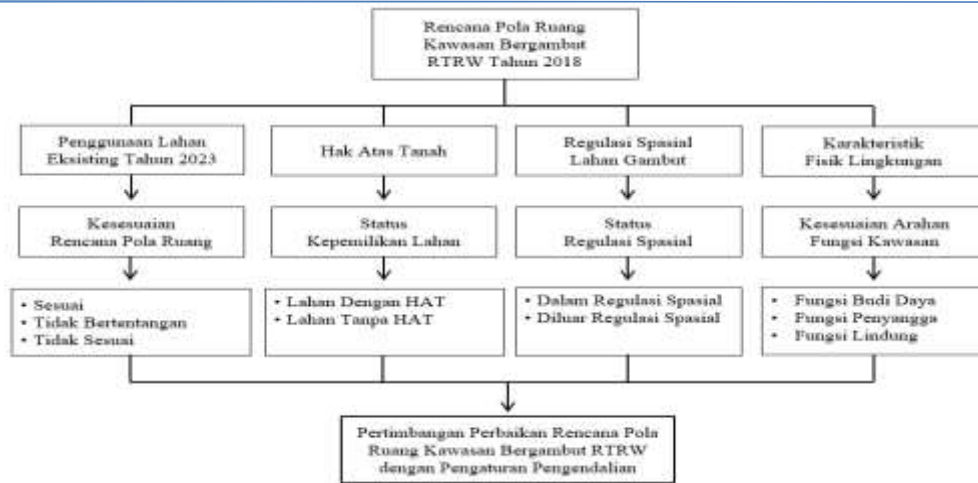 Rencana Pola Ruang
Kawasan Bergambut
RTRW Tahun 2018
Penggunaan Lahan
Eksisting Tahun 2023
Hak Atas Tanah
Regulasi Spasial
Lahan Gambut
Karakteristik
Fisik Lingkungan
Kesesuaian
Rencana Pola Ruang
Status
Kepemilikan Lahan
Status
Regulasi Spasial
Kesesuaian Arahan
Fungsi Kawasan
• Sesuai
• Tidak Bertentangan
• Tidak Sesuai
• Lahan Dengan HAT
• Lahan Tanpa HAT
• Dalam Regulasi Spasial
• Diluar Regulasi Spasial
• Fungsi Budi Daya
• Fungsi Penyangga
• Fungsi Lindung
Pertimbangan Perbaikan Rencana Pola
Ruang Kawasan Bergambut RTRW
dengan Pengaturan Pengendalian